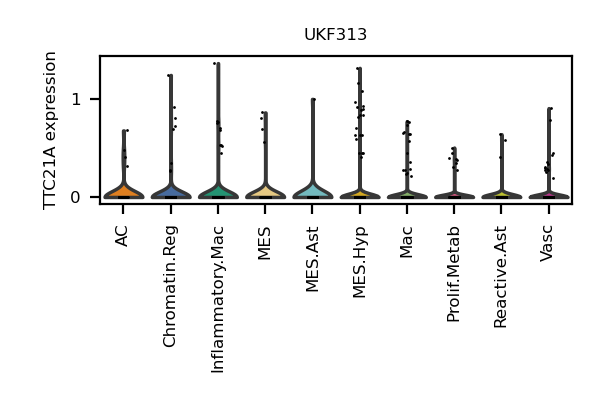 UKF313
TTC21A expression
1
0
AC
Chromatin.Reg
Inflammatory.Mac
MES
MES.Ast
MES.Hyp
Mac
Prolif.Metab
Reactive.Ast
Vasc